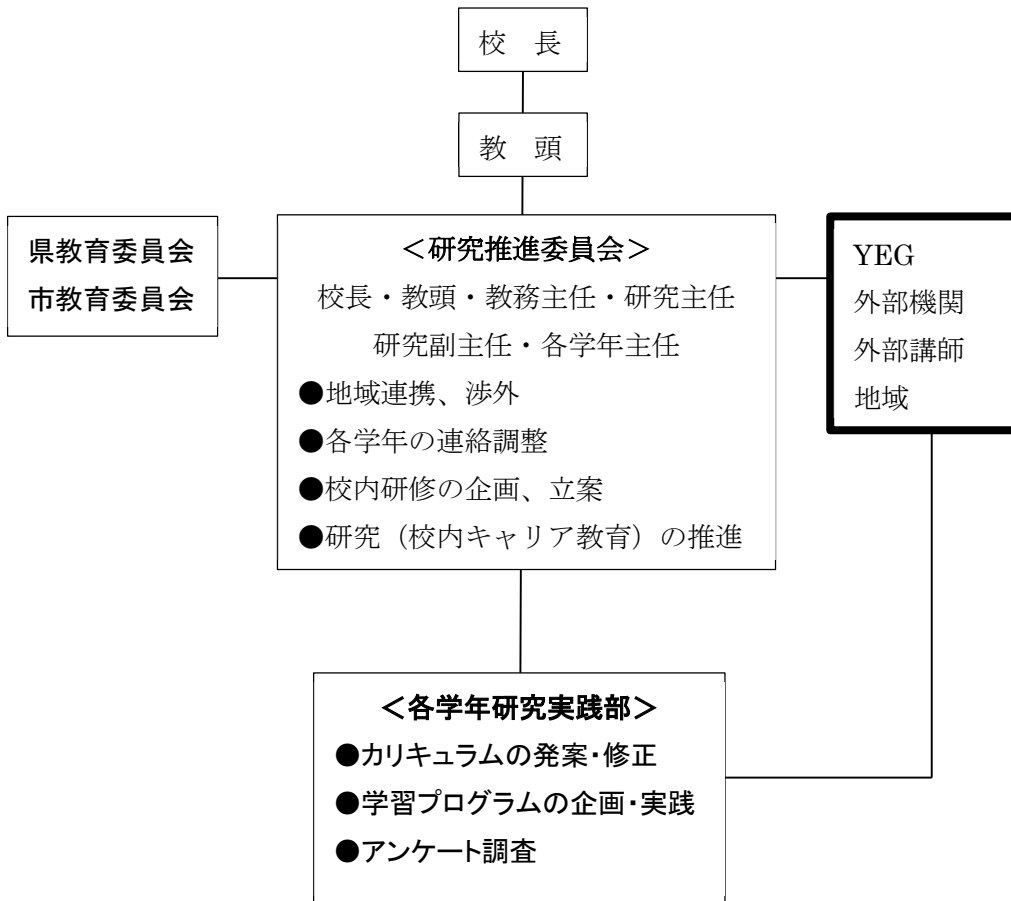 校　長
教　頭
県教育委員会
市教育委員会
＜研究推進委員会＞
校長・教頭・教務主任・研究主任
研究副主任・各学年主任
●地域連携、渉外
●各学年の連絡調整
●校内研修の企画、立案
●研究（校内キャリア教育）の推進
YEG
外部機関
外部講師
地域
＜各学年研究実践部＞
●カリキュラムの発案・修正
●学習プログラムの企画・実践
●アンケート調査